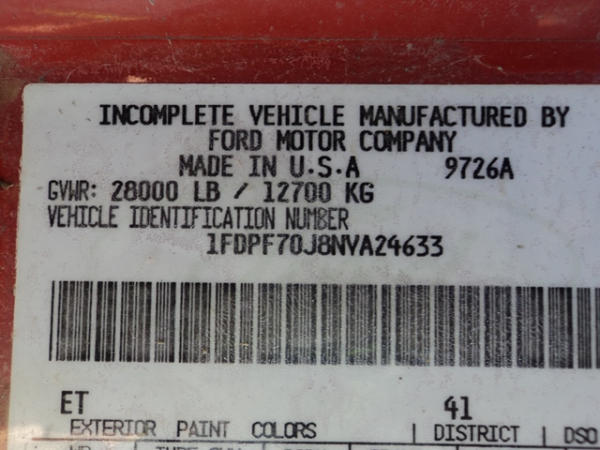 INCOMPLETE VEHICLE MANUFACTURED BY
FORD MOTOR COMPANY
MADE IN U.S.A 9726A
GVWR: 28000 LB / 12700 KG
VEHICLE IDENTIFICATION NUMBER
1FDPF70J8NVA24633
ET 41
EXTERIOR PAINT COLORS | DISTRICT | DSO